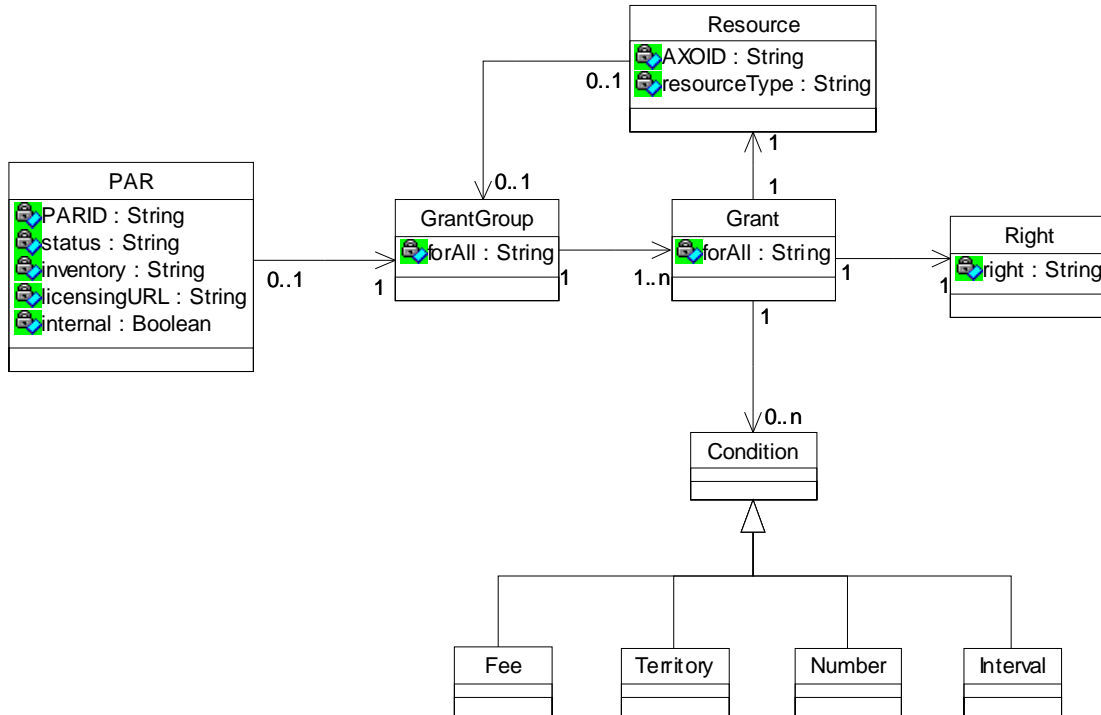 Resource
AXOID : String
resourceType : String
0..1
1
0..1
1
PAR
PARID : String
status : String
inventory : String
licensingURL : String
internal : Boolean
0..1
1
GrantGroup
forAll : String
1
1..n
Grant
forAll : String
1
1
Right
right : String
1
0..n
Condition
Fee
Territory
Number
Interval